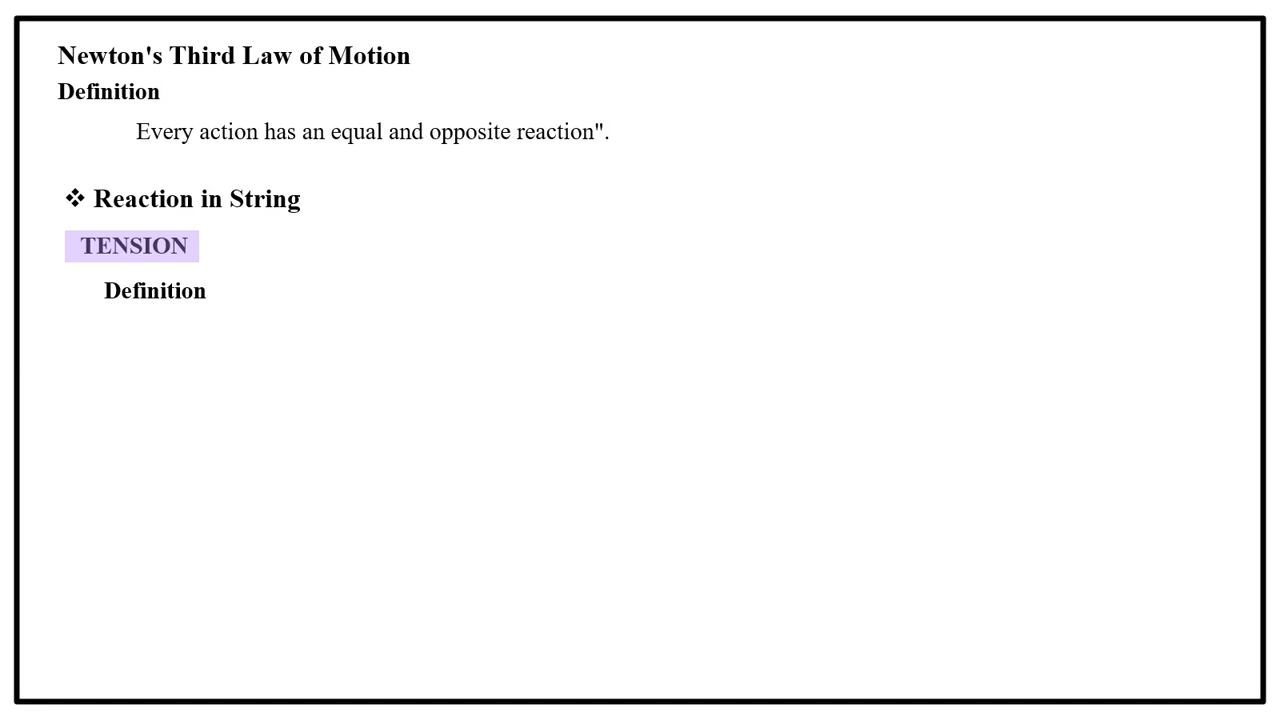 Newton's Third Law of Motion
Definition
Every action has an equal and opposite reaction".
❖ Reaction in String
TENSION
Definition